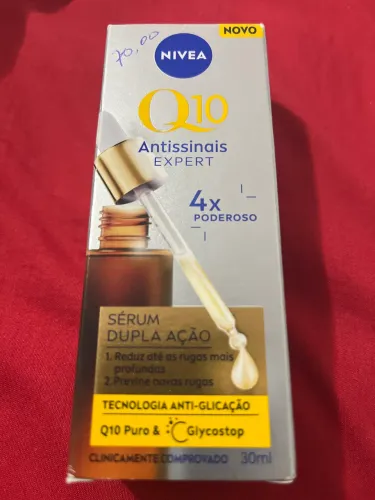 NOVO
70,00
NIVEA
Q10
Antissinais
EXPERT
4x
PODEROSO
SÉRUM
DUPLA AÇÃO
1. Reduz até as rugas mais
profundas
2. Previne novas rugas
TECNOLOGIA ANTI-GLICAÇÃO
Q10 Puro & Glycostop
CLINICAMENTE COMPROVADO 30ml